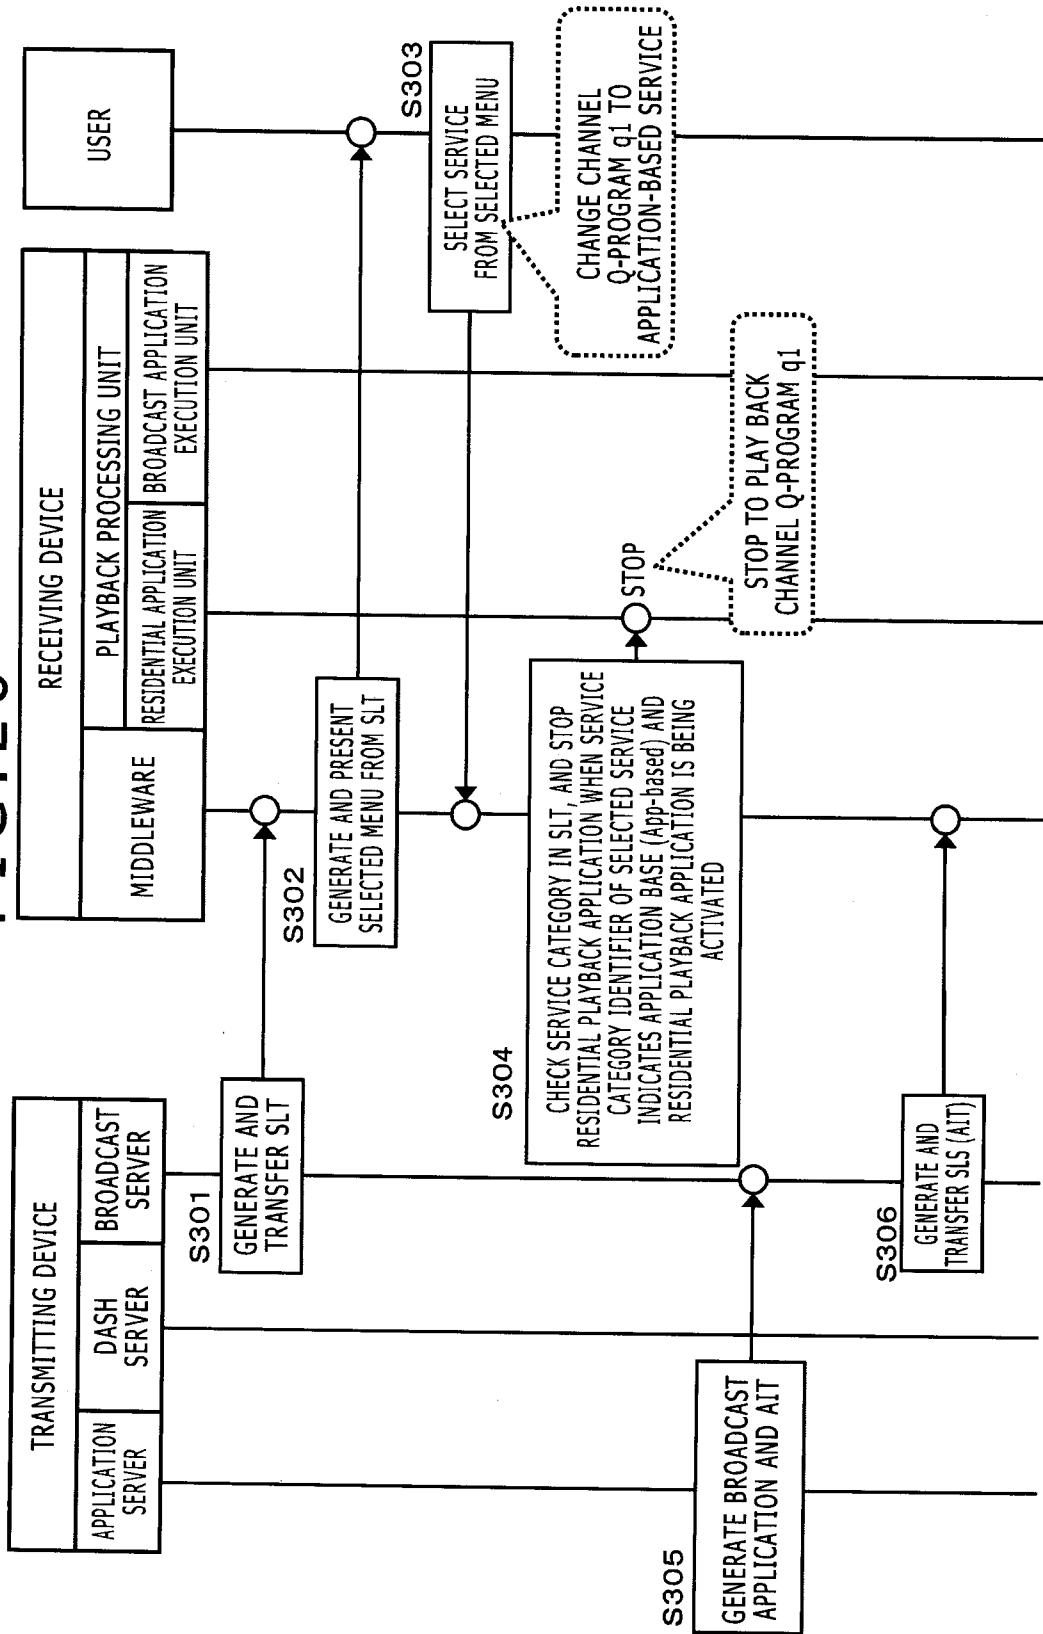 TRANSMITTING DEVICE
APPLICATION
SERVER
DASH
SERVER
BROADCAST
SERVER
RECEIVING DEVICE
MIDDLEWARE
PLAYBACK PROCESSING UNIT
RESIDENTIAL APPLICATION
EXECUTION UNIT
BROADCAST APPLICATION
EXECUTION UNIT
USER
S301
GENERATE AND
TRANSFER SLT
S302
GENERATE AND PRESENT
SELECTED MENU FROM SLT
S303
SELECT SERVICE
FROM SELECTED MENU
CHANGE CHANNEL
Q-PROGRAM q1 TO
APPLICATION-BASED SERVICE
S304
CHECK SERVICE CATEGORY IN SLT, AND STOP
RESIDENTIAL PLAYBACK APPLICATION WHEN SERVICE
CATEGORY IDENTIFIER OF SELECTED SERVICE
INDICATES APPLICATION BASE (App-based) AND
RESIDENTIAL PLAYBACK APPLICATION IS BEING
ACTIVATED
STOP
STOP TO PLAY BACK
CHANNEL Q-PROGRAM q1
S305
GENERATE BROADCAST
APPLICATION AND AIT
S306
GENERATE AND
TRANSFER SLS (AIT)